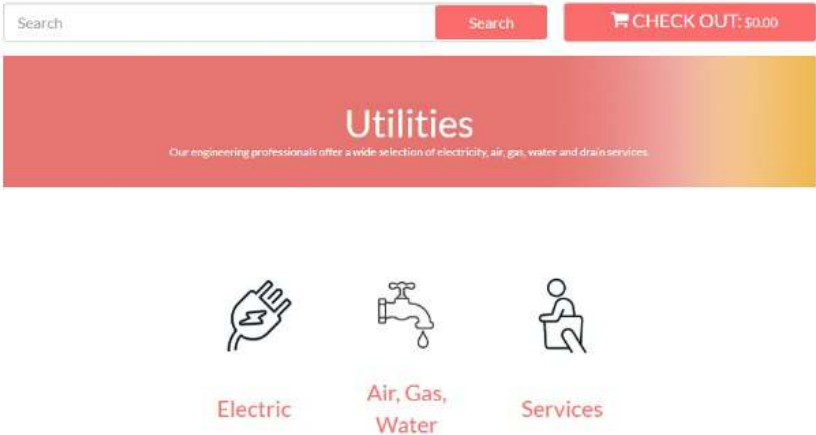 Search
Search
CHECK OUT: $0.00
Utilities
Our engineering professionals offer a wide selection of electricity, air, gas, water and drain services.
Electric
Air, Gas,
Water
Services